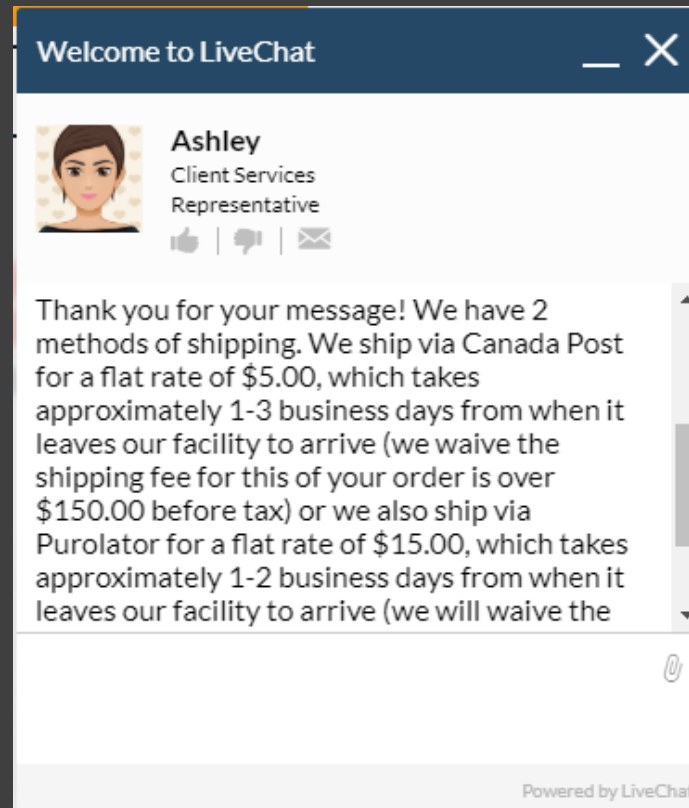 Welcome to LiveChat
Ashley
Client Services
Representative
Thank you for your message! We have 2
methods of shipping. We ship via Canada Post
for a flat rate of $5.00, which takes
approximately 1-3 business days from when it
leaves our facility to arrive (we waive the
shipping fee for this of your order is over
$150.00 before tax) or we also ship via
Purolator for a flat rate of $15.00, which takes
approximately 1-2 business days from when it
leaves our facility to arrive (we will waive the
Powered by LiveChat